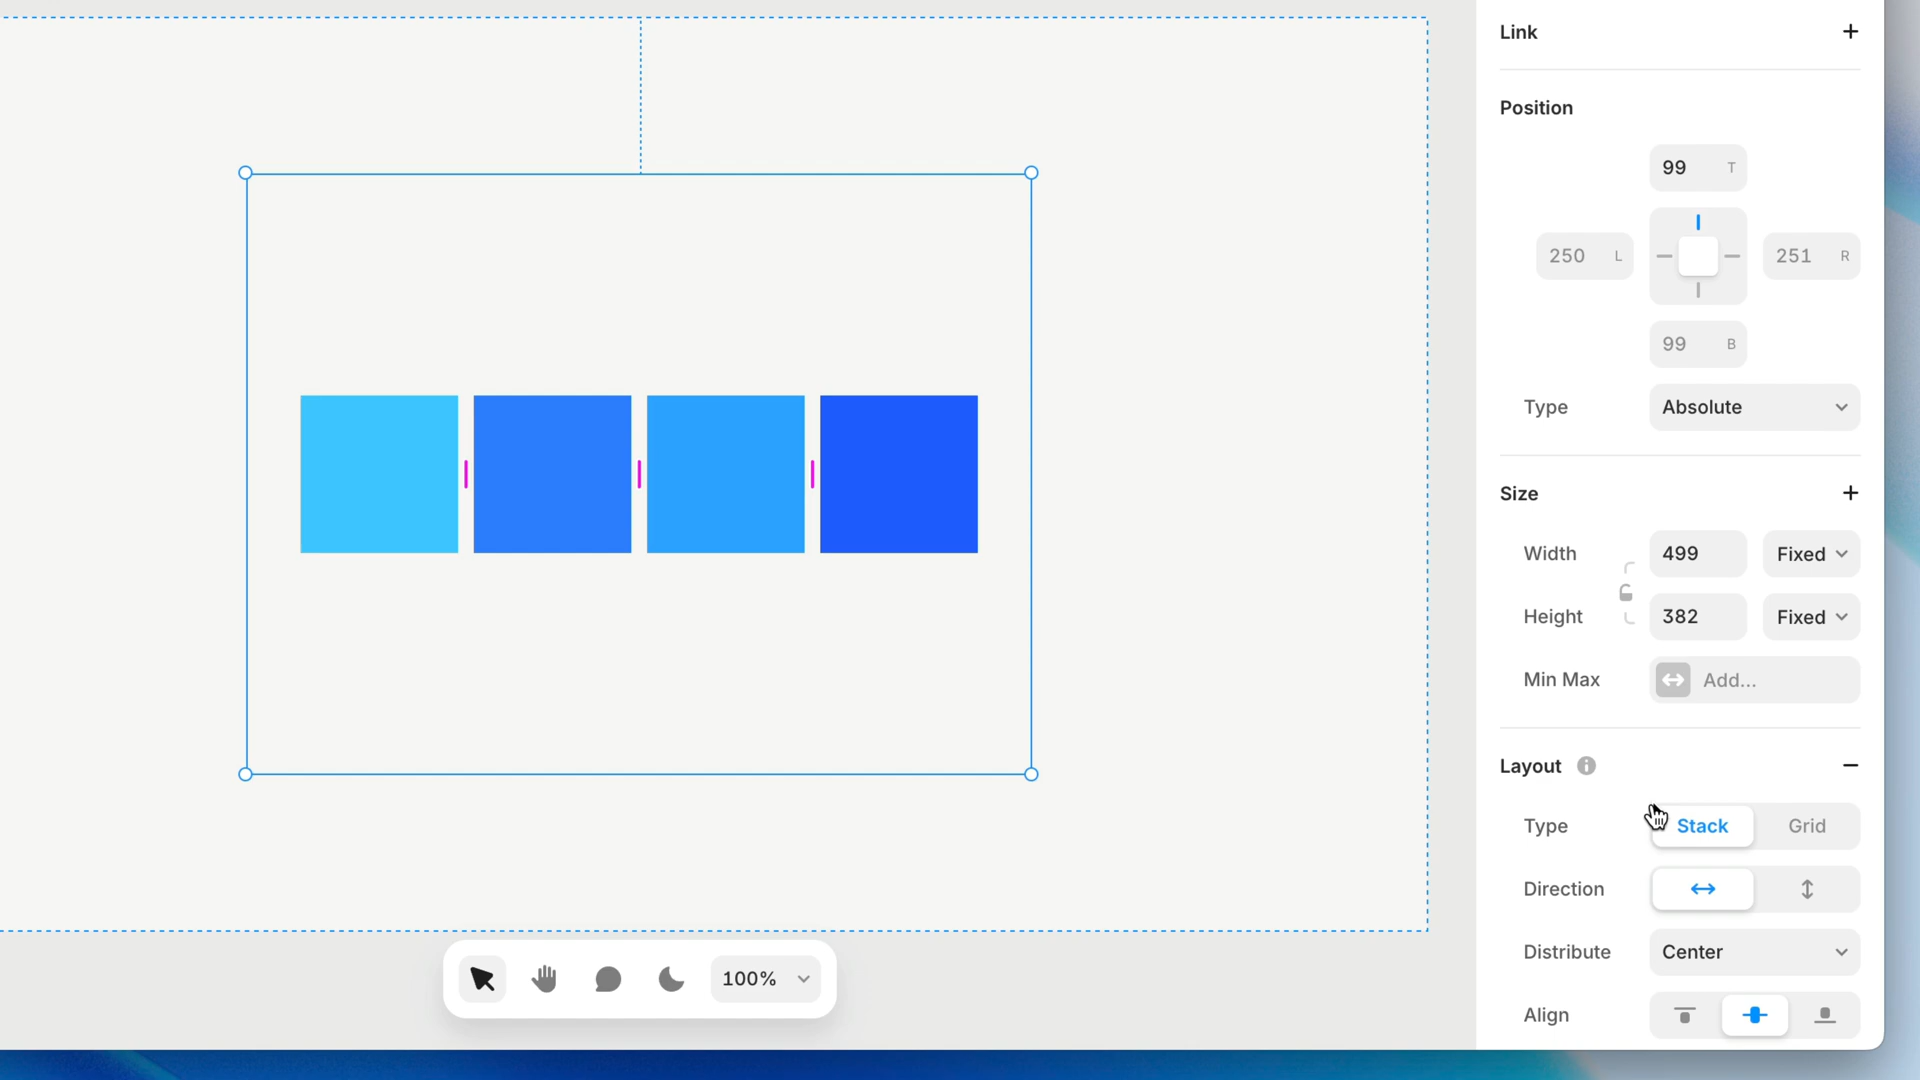 Link
Position
99 T
250 L
251 R
99 B
Type Absolute
Size
Width 499 Fixed
Height 382 Fixed
Min Max Add...
Layout
Type Stack Grid
Direction
Distribute Center
Align
100%